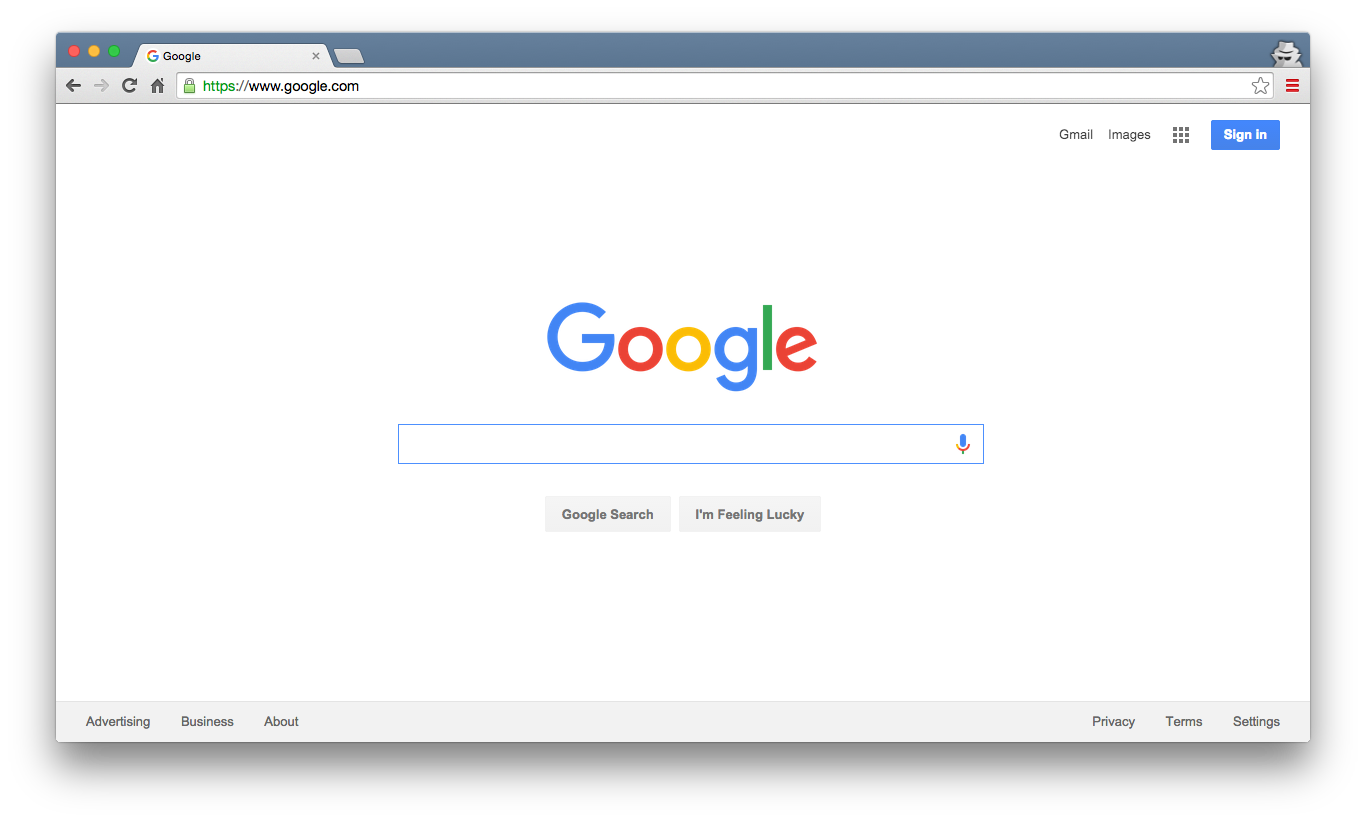 Google
https://www.google.com
Gmail Images Sign in
Google
Google Search I'm Feeling Lucky
Advertising Business About Privacy Terms Settings